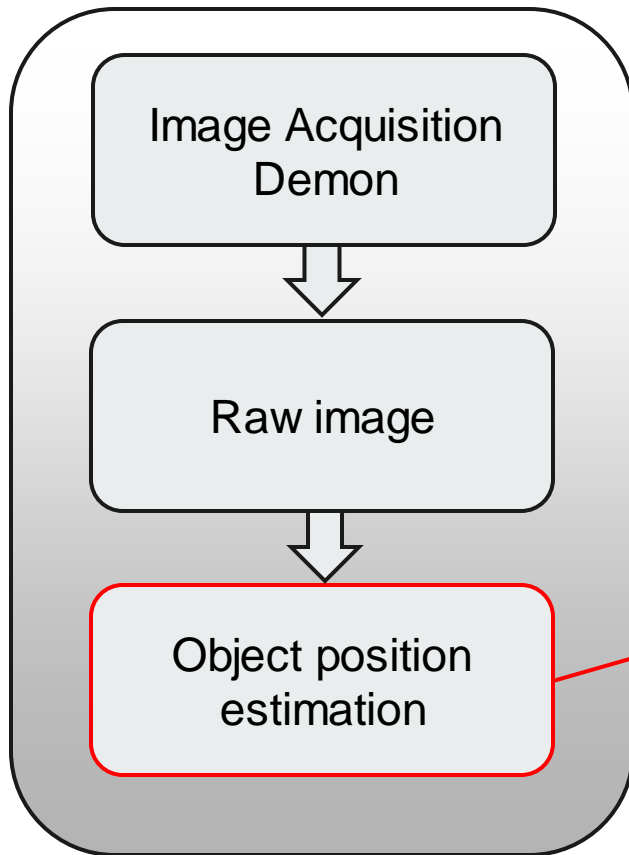 Image Acquisition
Demon
Raw image
Object position
estimation